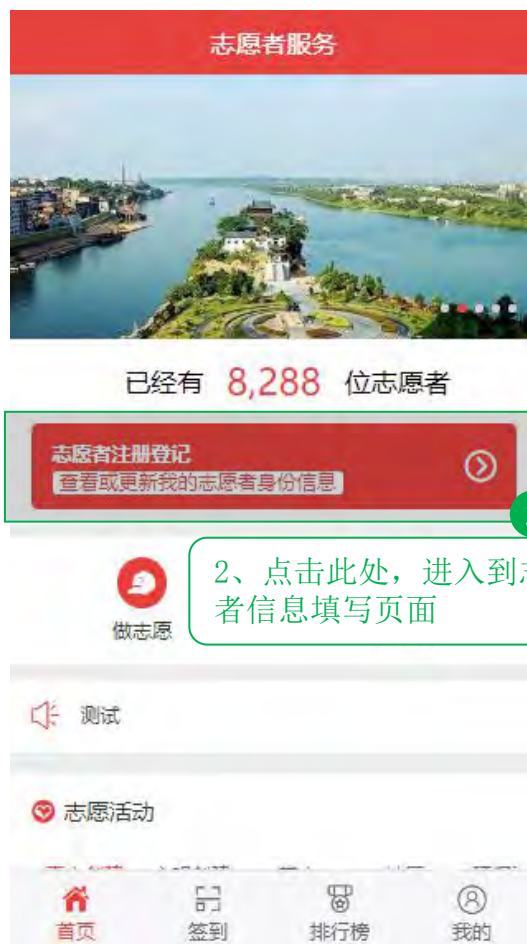 志愿者服务
已经有 8,288 位志愿者
志愿者注册登记
查看或更新我的志愿者身份信息
2、点击此处，进入到
者信息填写页面
做志愿
测试
志愿活动
首页 签到 排行榜 我的